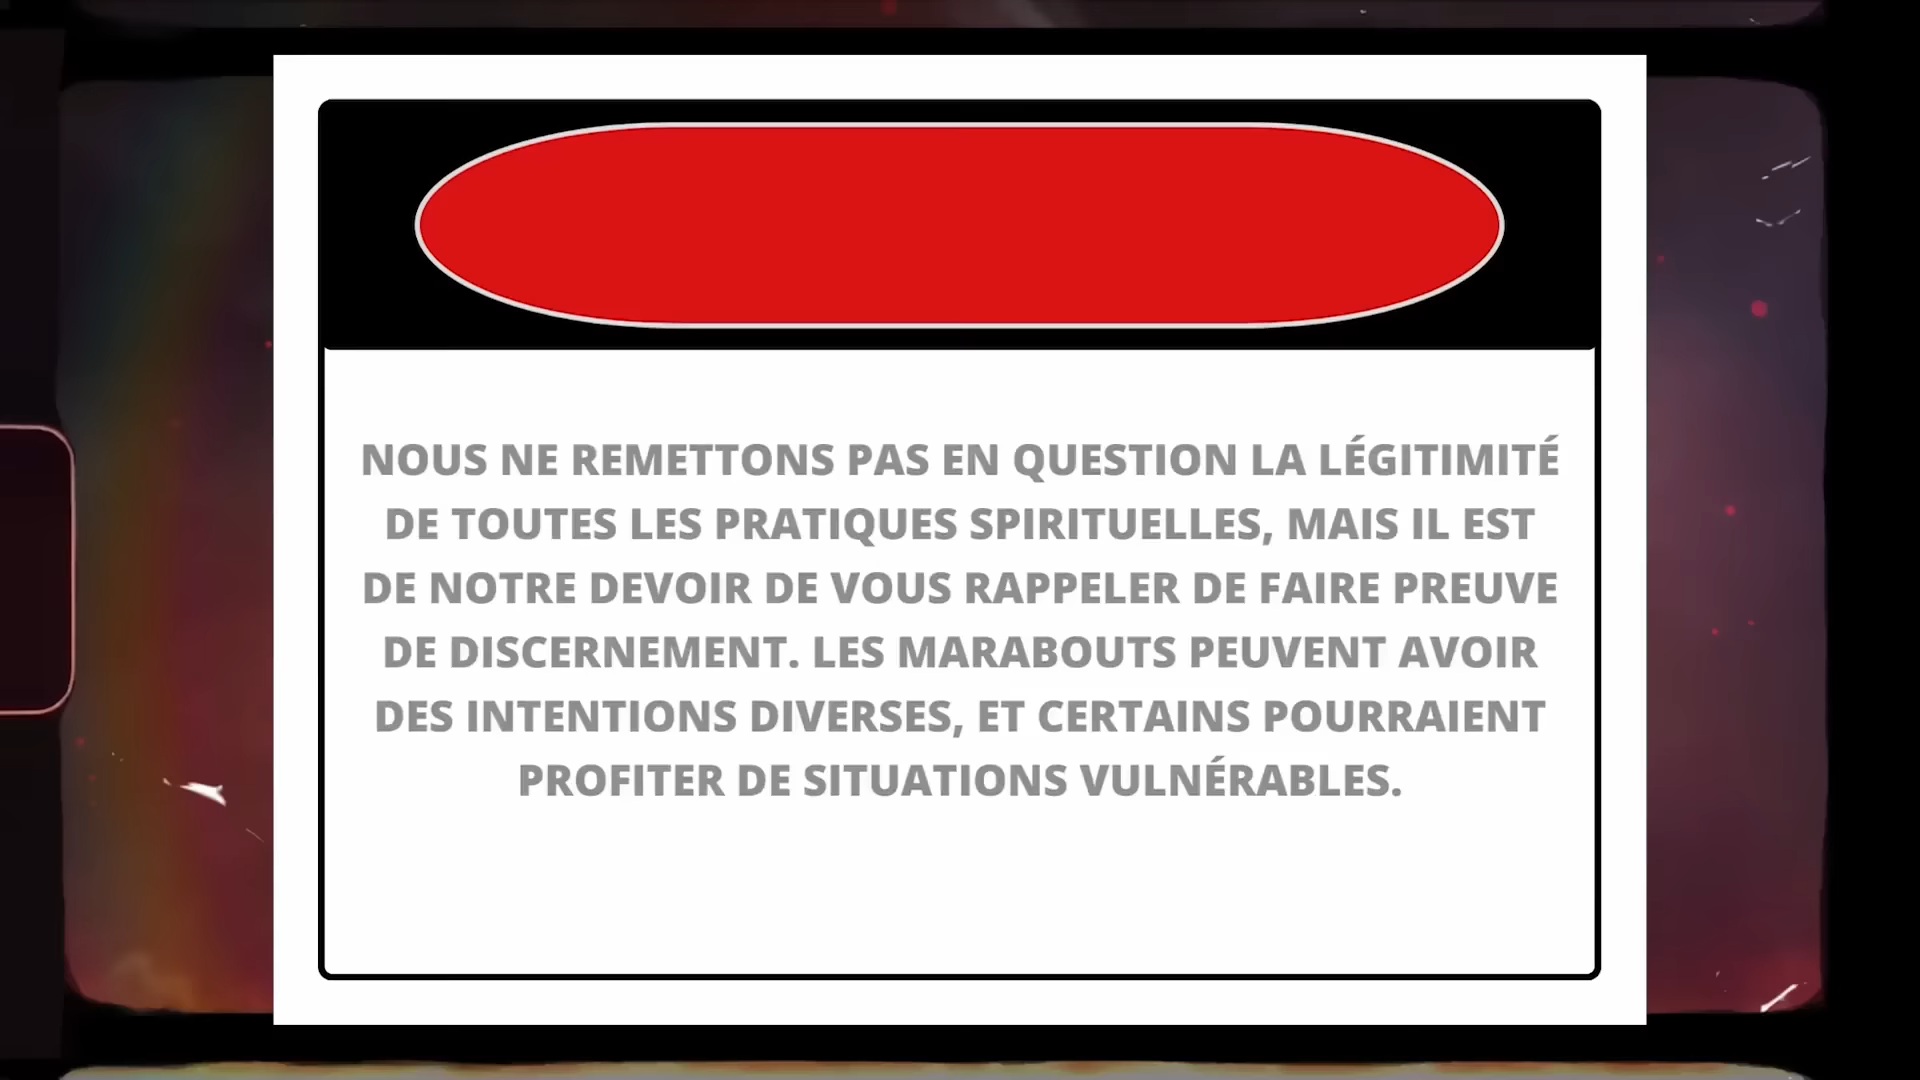 NOUS NE REMETTONS PAS EN QUESTION LA LÉGITIMITÉ
DE TOUTES LES PRATIQUES SPIRITUELLES, MAIS IL EST
DE NOTRE DEVOIR DE VOUS RAPPELER DE FAIRE PREUVE
DE DISCERNEMENT. LES MARABOUTS PEUVENT AVOIR
DES INTENTIONS DIVERSES, ET CERTAINS POURRAIENT
PROFITER DE SITUATIONS VULNÉRABLES.